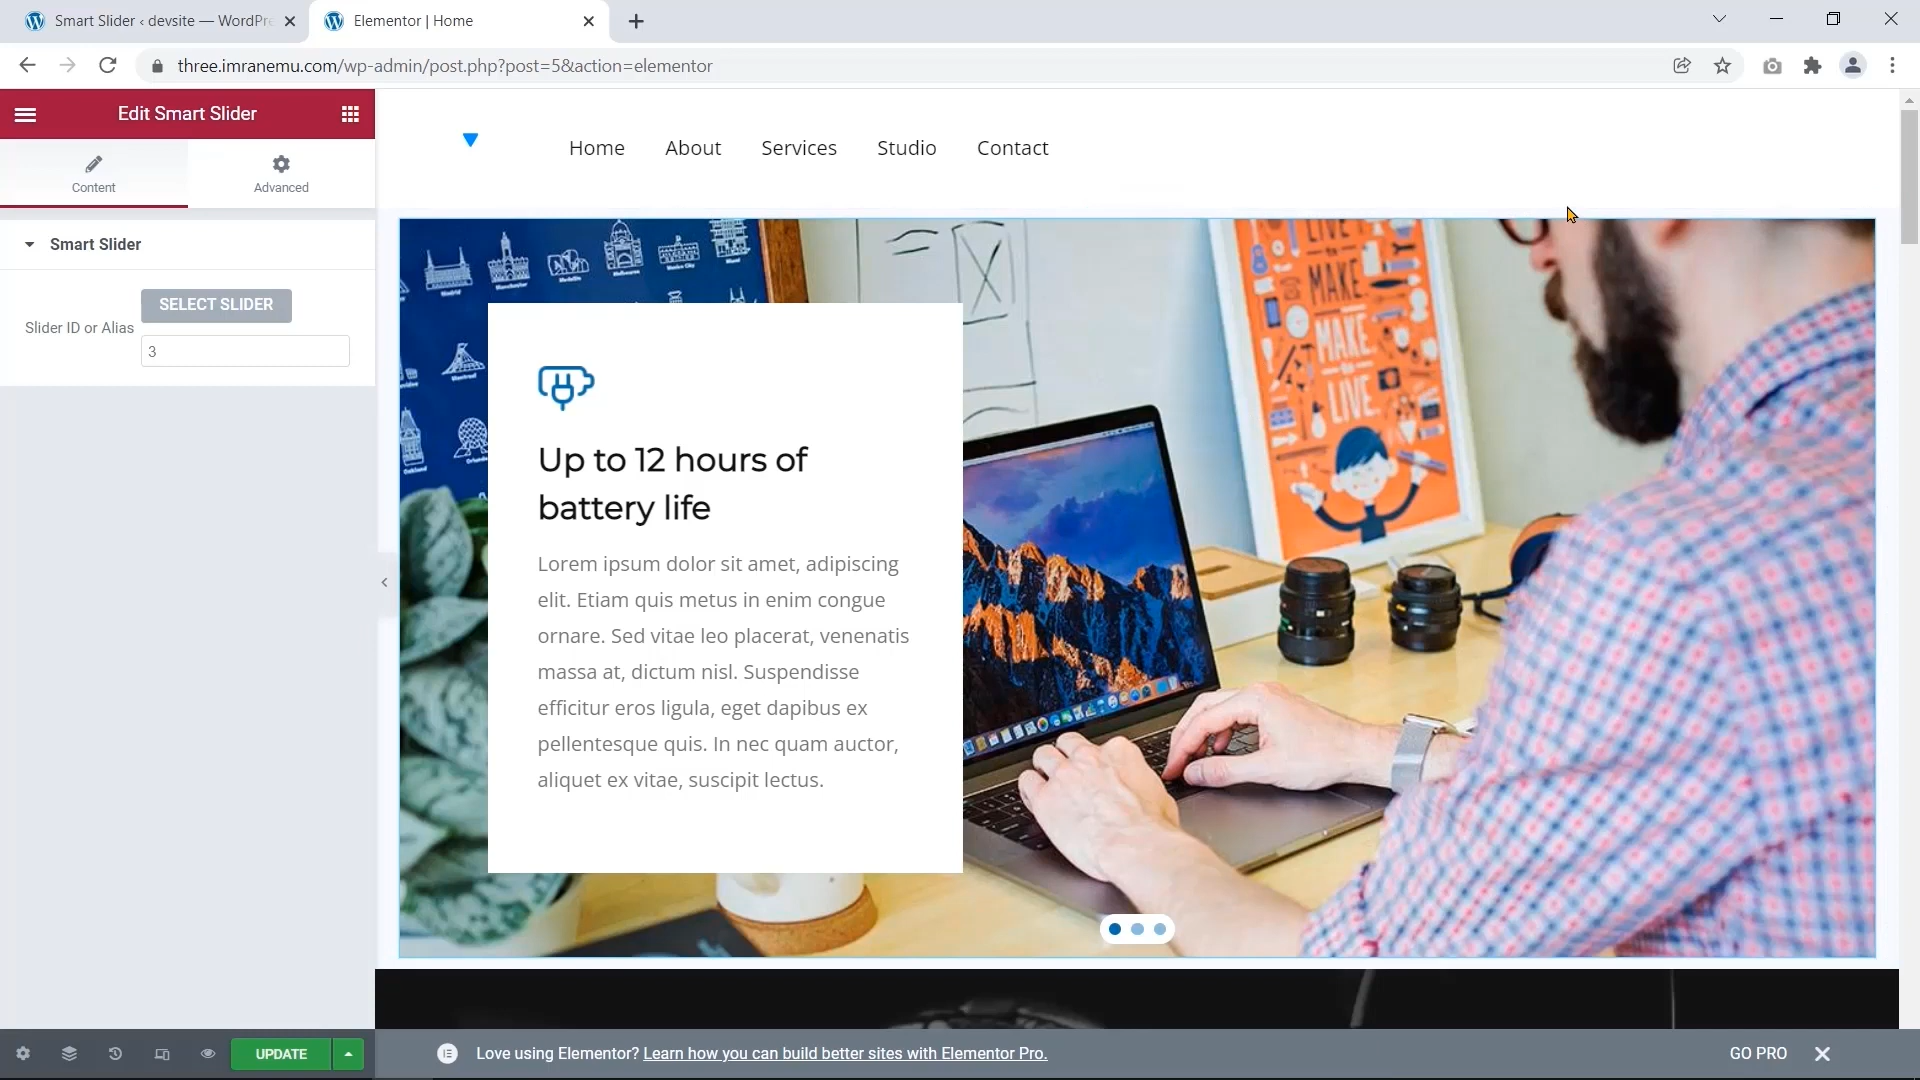 Smart Slider ‹ devsite — WordPre
Elementor | Home
three.imranemu.com/wp-admin/post.php?post=5&action=elementor
Edit Smart Slider
Content
Advanced
Smart Slider
SELECT SLIDER
Slider ID or Alias
3
Home
About
Services
Studio
Contact
LIVE
MAKE
MAKE
LIVE
Up to 12 hours of
battery life
Lorem ipsum dolor sit amet, adipiscing
elit. Etiam quis metus in enim congue
ornare. Sed vitae leo placerat, venenatis
massa at, dictum nisl. Suspendisse
efficitur eros ligula, eget dapibus ex
pellentesque quis. In nec quam auctor,
aliquet ex vitae, suscipit lectus.
UPDATE
Love using Elementor? Learn how you can build better sites with Elementor Pro.
GO PRO